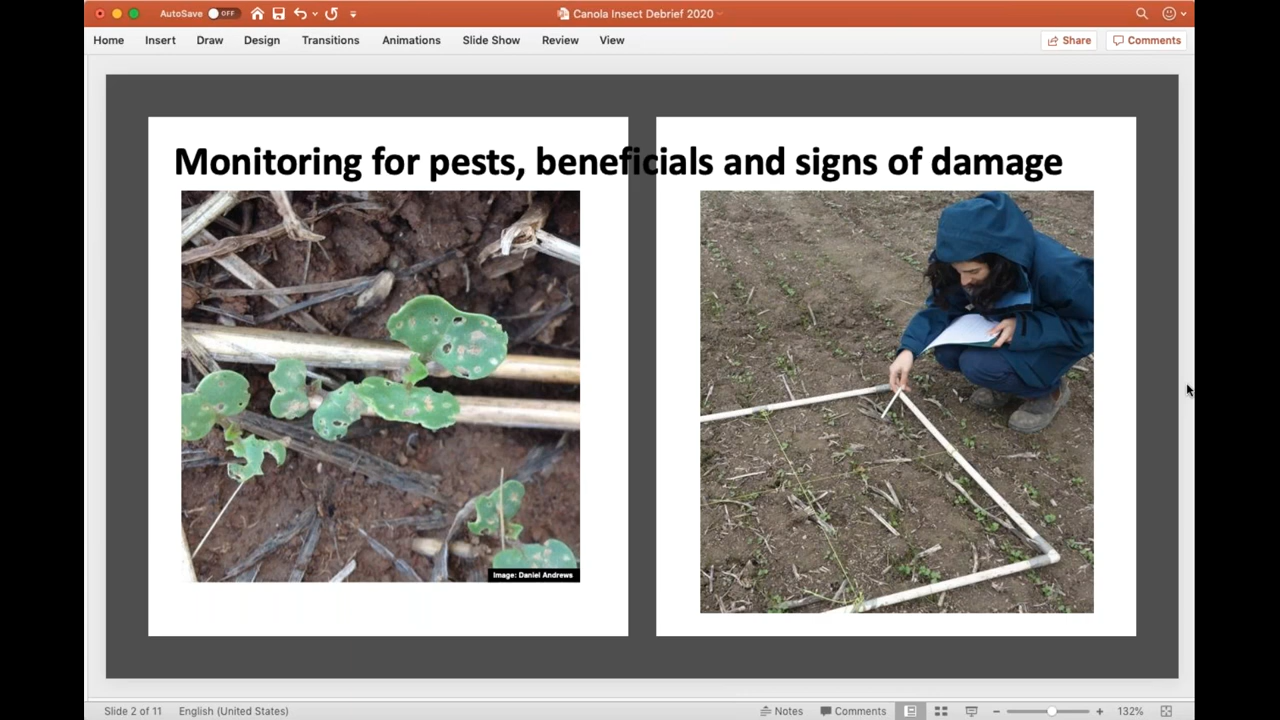 AutoSave OFF
Canola Insect Debrief 2020
Home Insert Draw Design Transitions Animations Slide Show Review View
Share Comments
Monitoring for pests, beneficials and signs of damage
Image: Daniel Andrews
Slide 2 of 11 English (United States)
Notes Comments 132%